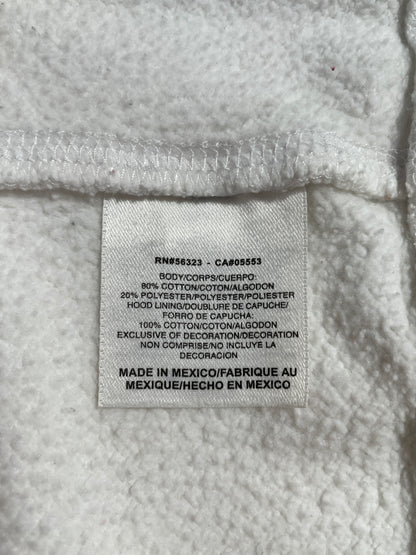 RN#56323 - CA#05553
BODY/CORPS/CUERPO:
80% COTTON/COTON/ALGODON
20% POLYESTER/POLYESTER/POLIESTER
HOOD LINING/DOUBLURE DE CAPUCHE/
FORRO DE CAPUCHA:
100% COTTON/COTON/ALGODON
EXCLUSIVE OF DECORATION/DECORATION
NON COMPRISE/NO INCLUYE LA
DECORACION
MADE IN MEXICO/FABRIQUE AU
MEXIQUE/HECHO EN MEXICO